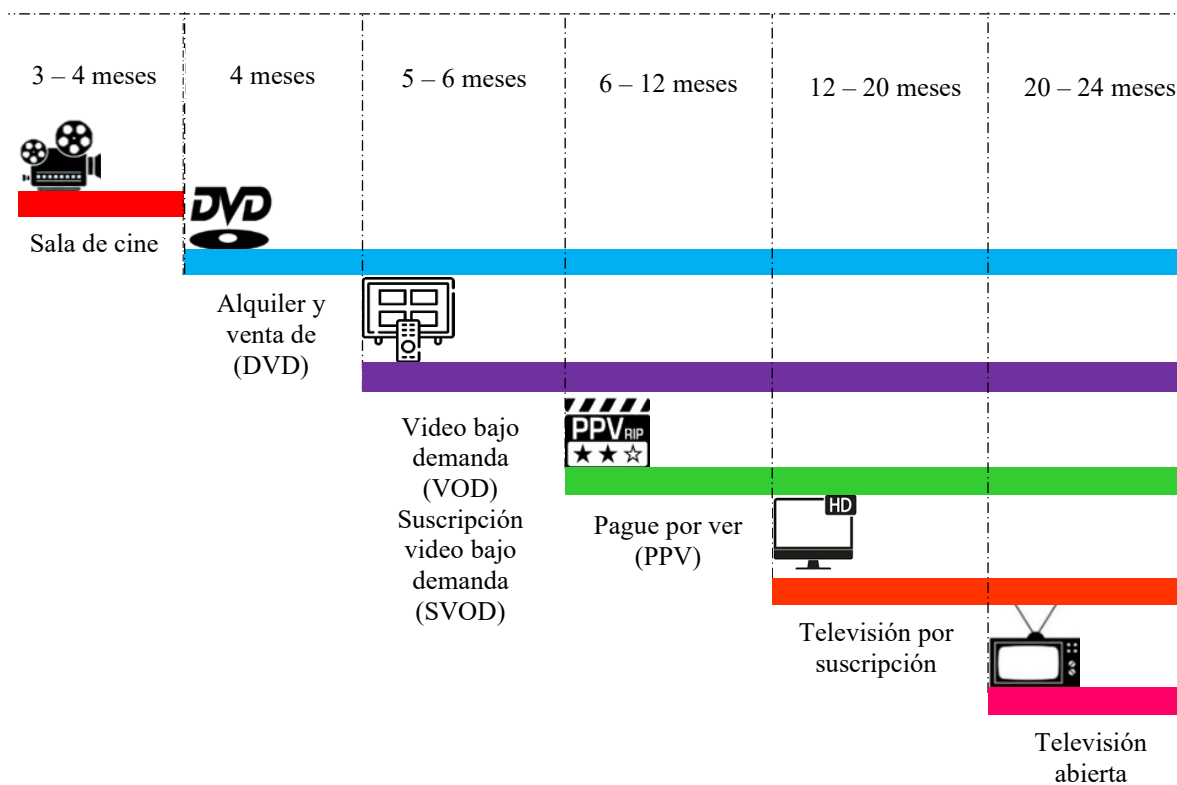 3 – 4 meses
4 meses
5 – 6 meses
6 – 12 meses
12 – 20 meses
20 – 24 meses
Sala de cine
DVD
Alquiler y
venta de
(DVD)
Video bajo
demanda
(VOD)
Suscripción
video bajo
demanda
(SVOD)
PPV RIP
Pague por ver
(PPV)
HD
Televisión por
suscripción
Televisión
abierta